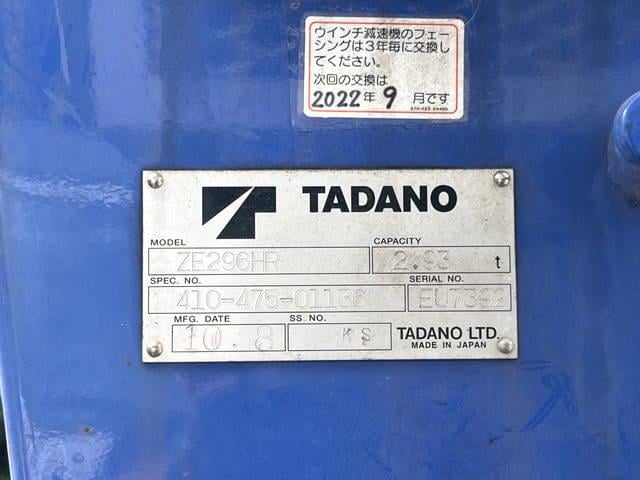 ウインチ減速機のフェー
シングは3年毎に交換し
てください。
次回の交換は
2022年 9 月です
TADANO
MODEL CAPACITY
ZE296HR 2.93 t
SPEC. NO. SERIAL NO.
410-475-01136 EU7392
MFG. DATE SS. NO.
10.8 KS TADANO LTD.
MADE IN JAPAN